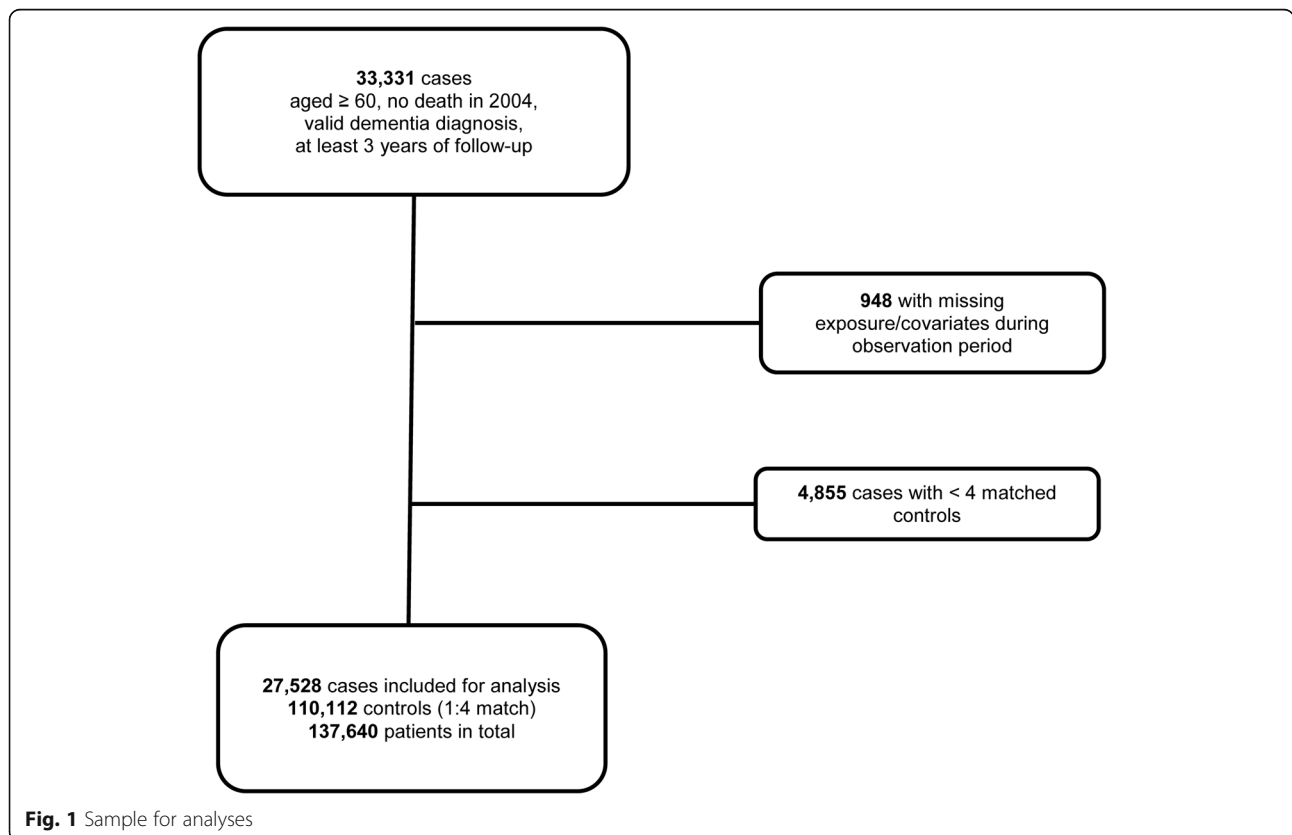 33,331 cases
aged ≥ 60, no death in 2004,
valid dementia diagnosis,
at least 3 years of follow-up
948 with missing
exposure/covariates during
observation period
4,855 cases with < 4 matched
controls
27,528 cases included for analysis
110,112 controls (1:4 match)
137,640 patients in total
Fig. 1 Sample for analyses